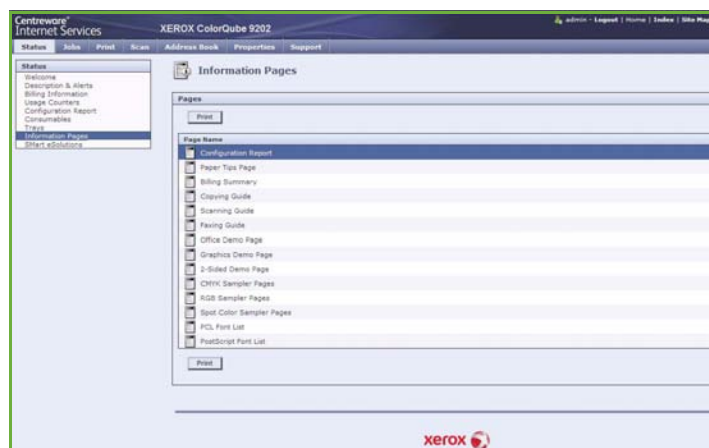 Centreware®
Internet Services
XEROX ColorQube 9202
admin - Logout | Home | Index | Site Map
Status Jobs Print Scan Address Book Properties Support
Status
Welcome
Description & Alerts
Billing Information
Usage Counters
Configuration Report
Consumables
Trays
Information Pages
SMart eSolutions
Information Pages
Pages
Print
Page Name
Configuration Report
Paper Tips Page
Billing Summary
Copying Guide
Scanning Guide
Faxing Guide
Office Demo Page
Graphics Demo Page
2-Sided Demo Page
CMYK Sampler Pages
RGB Sampler Pages
Spot Color Sampler Pages
PCL Font List
PostScript Font List
Print
xerox